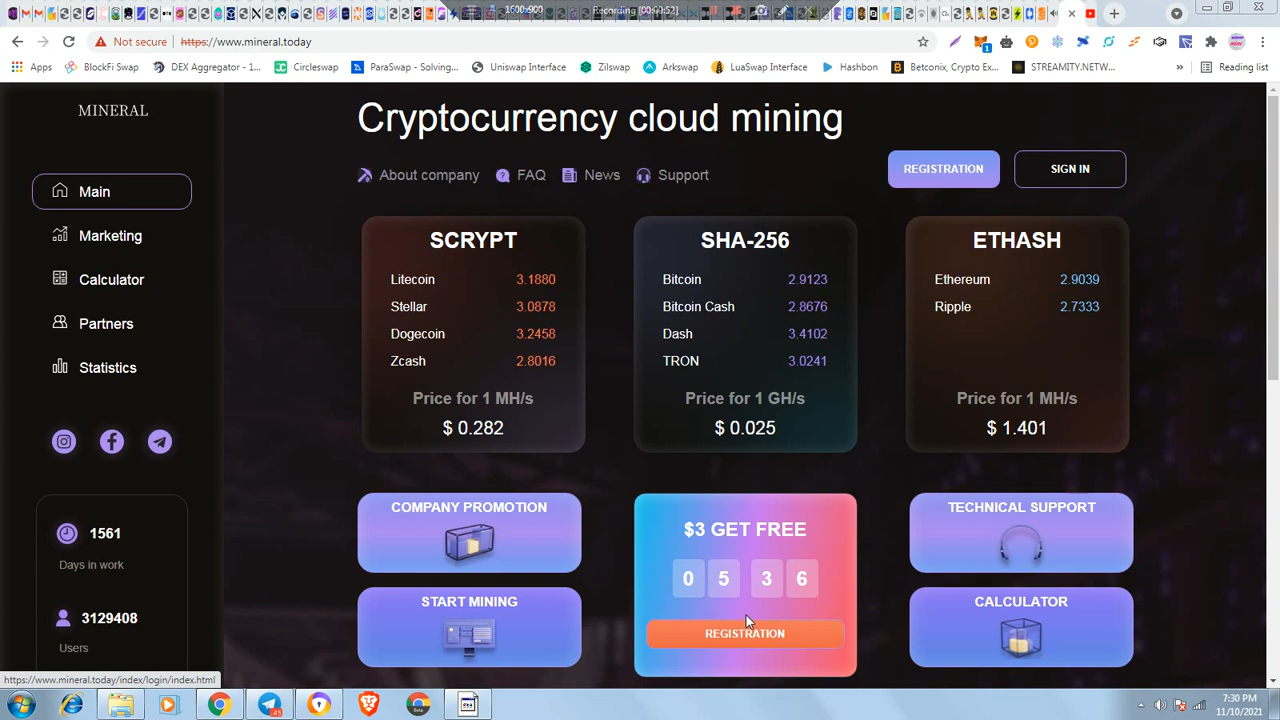 1600x900
Recording [00:00:52]
Not secure
https://www.mineral.today
Apps
BlockFi Swap
DEX Aggregator - 1...
Circleswap
ParaSwap - Solving...
Uniswap Interface
Zilswap
Arkswap
LuaSwap Interface
Hashbon
Betconix, Crypto Ex...
STREAMITY.NETW...
»
Reading list
MINERAL
Main
Marketing
Calculator
Partners
Statistics
1561
Days in work
3129408
Users
Cryptocurrency cloud mining
About company
FAQ
News
Support
REGISTRATION
SIGN IN
SCRYPT
Litecoin 3.1880
Stellar 3.0878
Dogecoin 3.2458
Zcash 2.8016
Price for 1 MH/s
$ 0.282
SHA-256
Bitcoin 2.9123
Bitcoin Cash 2.8676
Dash 3.4102
TRON 3.0241
Price for 1 GH/s
$ 0.025
ETHASH
Ethereum 2.9039
Ripple 2.7333
Price for 1 MH/s
$ 1.401
COMPANY PROMOTION
START MINING
$3 GET FREE
0 5 3 6
REGISTRATION
TECHNICAL SUPPORT
CALCULATOR
https://www.mineral.today/index/login/index.html
7:30 PM
11/10/2021